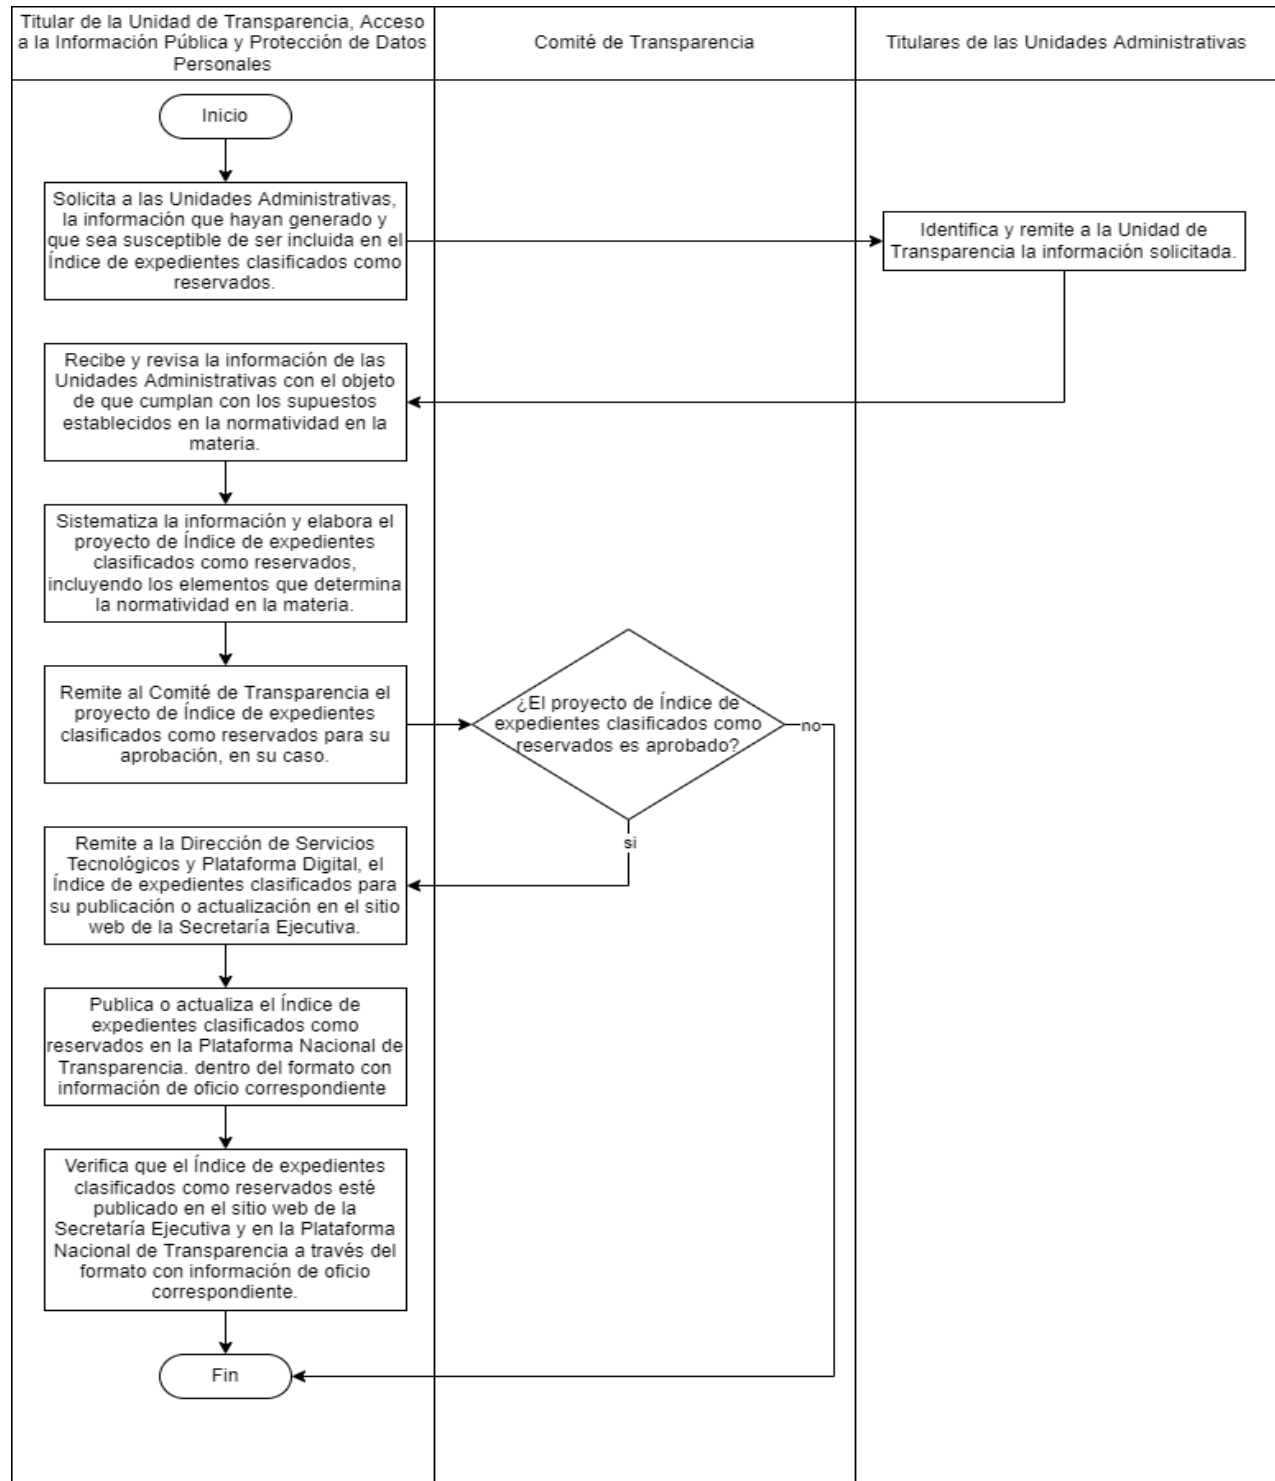 Titular de la Unidad de Transparencia, Acceso
a la Información Pública y Protección de Datos
Personales
Comité de Transparencia
Titulares de las Unidades Administrativas
Inicio
Solicita a las Unidades Administrativas,
la información que hayan generado y
que sea susceptible de ser incluida en el
Índice de expedientes clasificados como
reservados.
Identifica y remite a la Unidad de
Transparencia la información solicitada.
Recibe y revisa la información de las
Unidades Administrativas con el objeto
de que cumplan con los supuestos
establecidos en la normatividad en la
materia.
Sistematiza la información y elabora el
proyecto de Índice de expedientes
clasificados como reservados,
incluyendo los elementos que determina
la normatividad en la materia.
Remite al Comité de Transparencia el
proyecto de Índice de expedientes
clasificados como reservados para su
aprobación, en su caso.
¿El proyecto de Índice de
expedientes clasificados como
reservados es aprobado?
no
si
Remite a la Dirección de Servicios
Tecnológicos y Plataforma Digital, el
Índice de expedientes clasificados para
su publicación o actualización en el sitio
web de la Secretaría Ejecutiva.
Publica o actualiza el Índice de
expedientes clasificados como
reservados en la Plataforma Nacional de
Transparencia. dentro del formato con
información de oficio correspondiente
Verifica que el Índice de expedientes
clasificados como reservados esté
publicado en el sitio web de la
Secretaría Ejecutiva y en la Plataforma
Nacional de Transparencia a través del
formato con información de oficio
correspondiente.
Fin